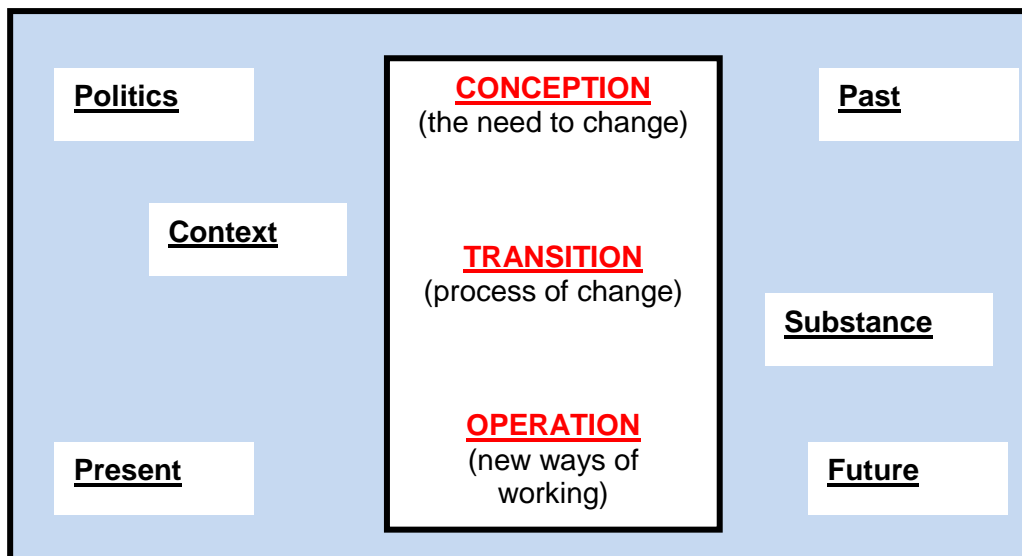 Politics
Context
Present
CONCEPTION
(the need to change)
TRANSITION
(process of change)
OPERATION
(new ways of
working)
Past
Substance
Future